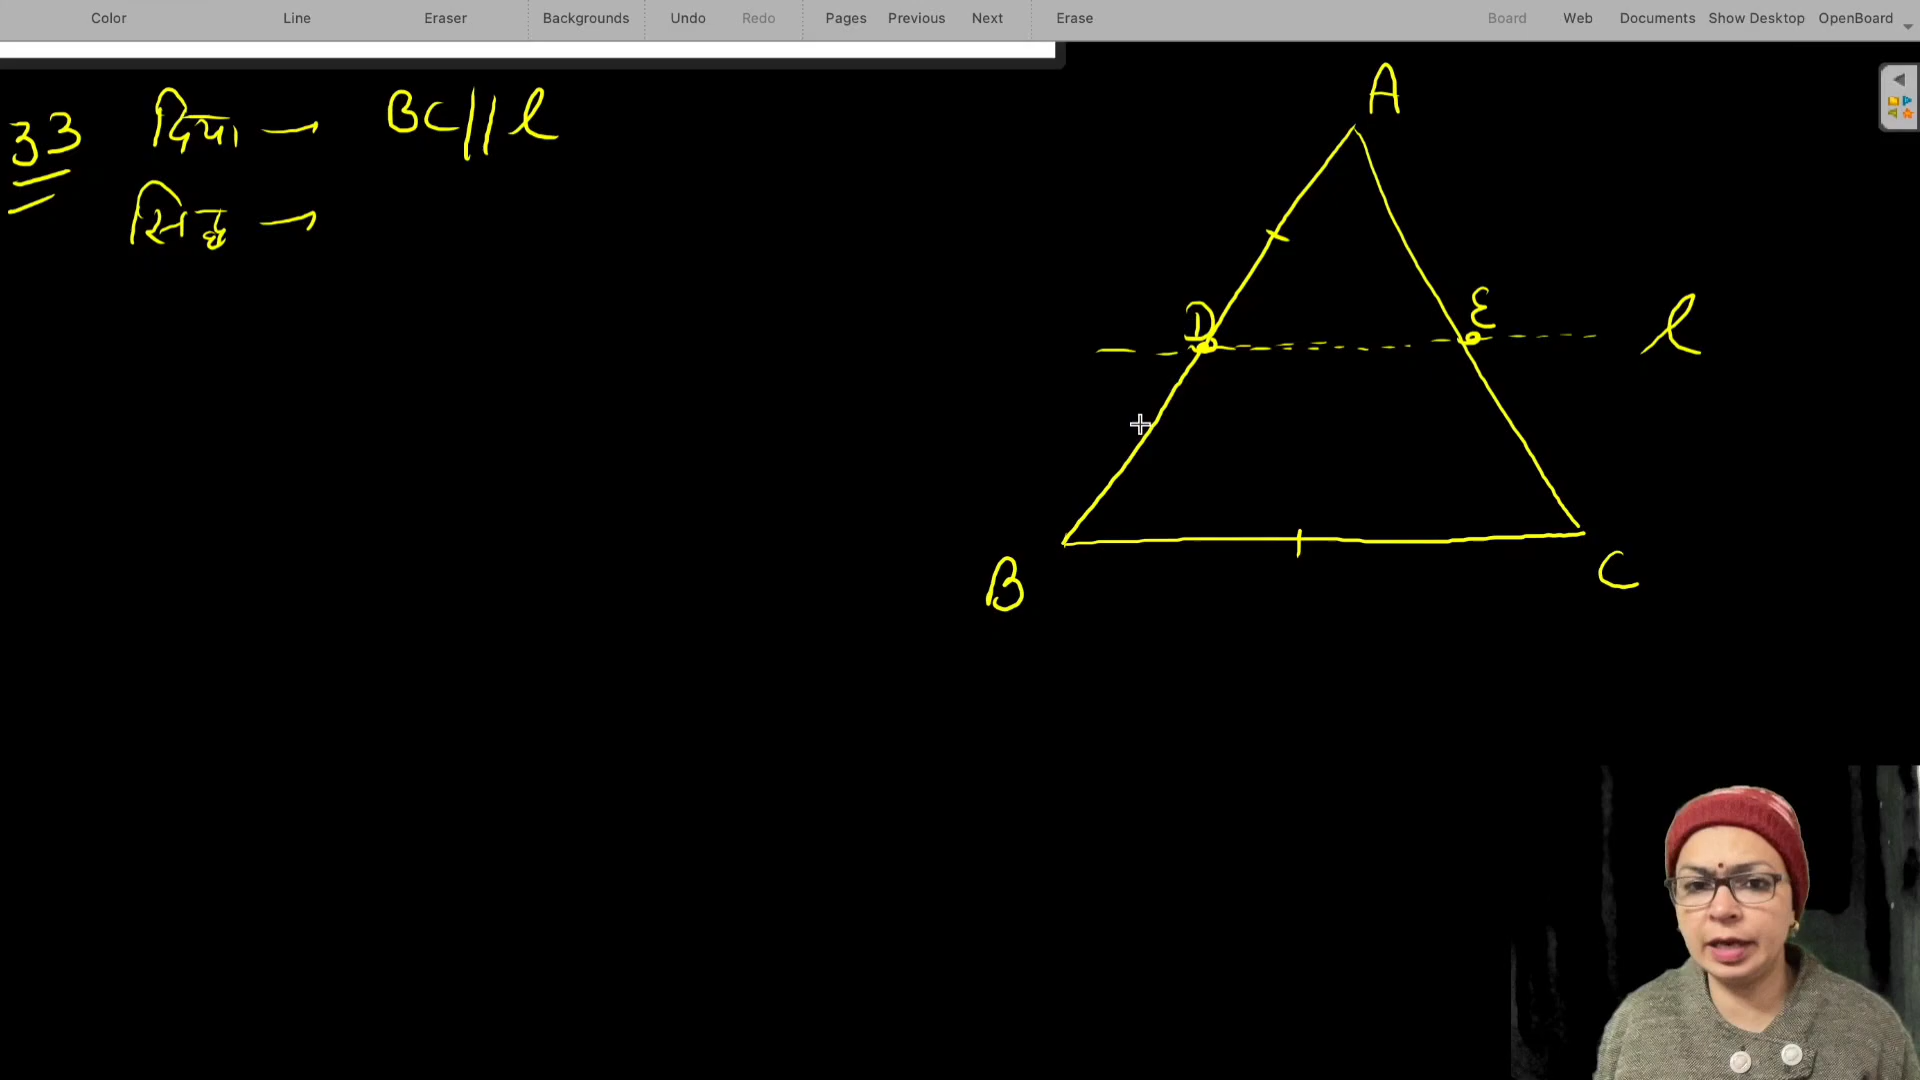 Color Line Eraser Backgrounds Undo Redo Pages Previous Next Erase Board Web Documents Show Desktop OpenBoard
33 दिया → BC // l
सिद्ध →
A
D E l
B C